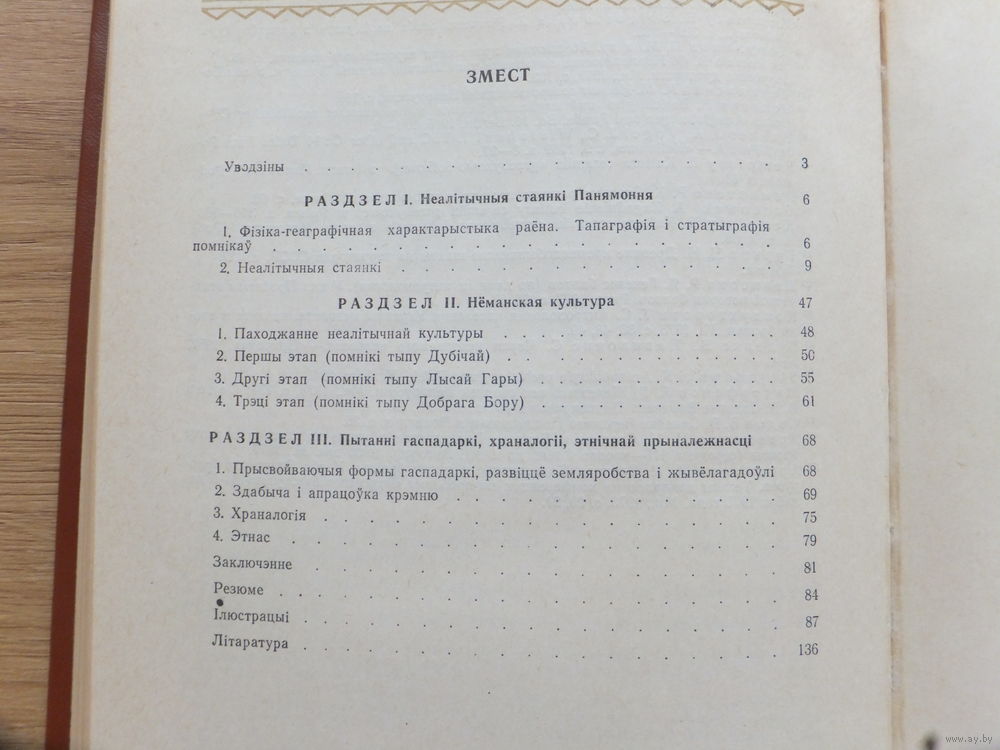 ЗМЕСТ
Уводзіны . . . . . . . . . . . . . . . . . . 3
РАЗДЗЕЛ I. Неалітычныя стаянкі Панямоння 6
1. Фізіка-геаграфічная характарыстыка раёна. Тапаграфія і стратыграфія
помнікаў . . . . . . . . . . . . . . . . . . . 6
2. Неалітычныя стаянкі . . . . . . . . . . . . . . 9
РАЗДЗЕЛ II. Нёманская культура 47
1. Паходжанне неалітычнай культуры . . . . . . . . . . . 48
2. Першы этап (помнікі тыпу Дубічай) . . . . . . . . . . . 50
3. Другі этап (помнікі тыпу Лысай Гары) . . . . . . . . . . 55
4. Трэці этап (помнікі тыпу Добрага Бору) . . . . . . . . . . 61
РАЗДЗЕЛ III. Пытанні гаспадаркі, храналогіі, этнічнай прыналежнасці 68
1. Прысвойваючыя формы гаспадаркі, развіццё земляробства і жывёлагадоўлі 68
2. Здабыча і апрацоўка крэмню . . . . . . . . . . . . . 69
3. Храналогія . . . . . . . . . . . . . . . . . . 75
4. Этнас . . . . . . . . . . . . . . . . . . . 79
Заключэнне . . . . . . . . . . . . . . . . . . 81
Резюме . . . . . . . . . . . . . . . . . . . 84
Ілюстрацыі . . . . . . . . . . . . . . . . . . 87
Літаратура . . . . . . . . . . . . . . . . . . 136
www.ay.by